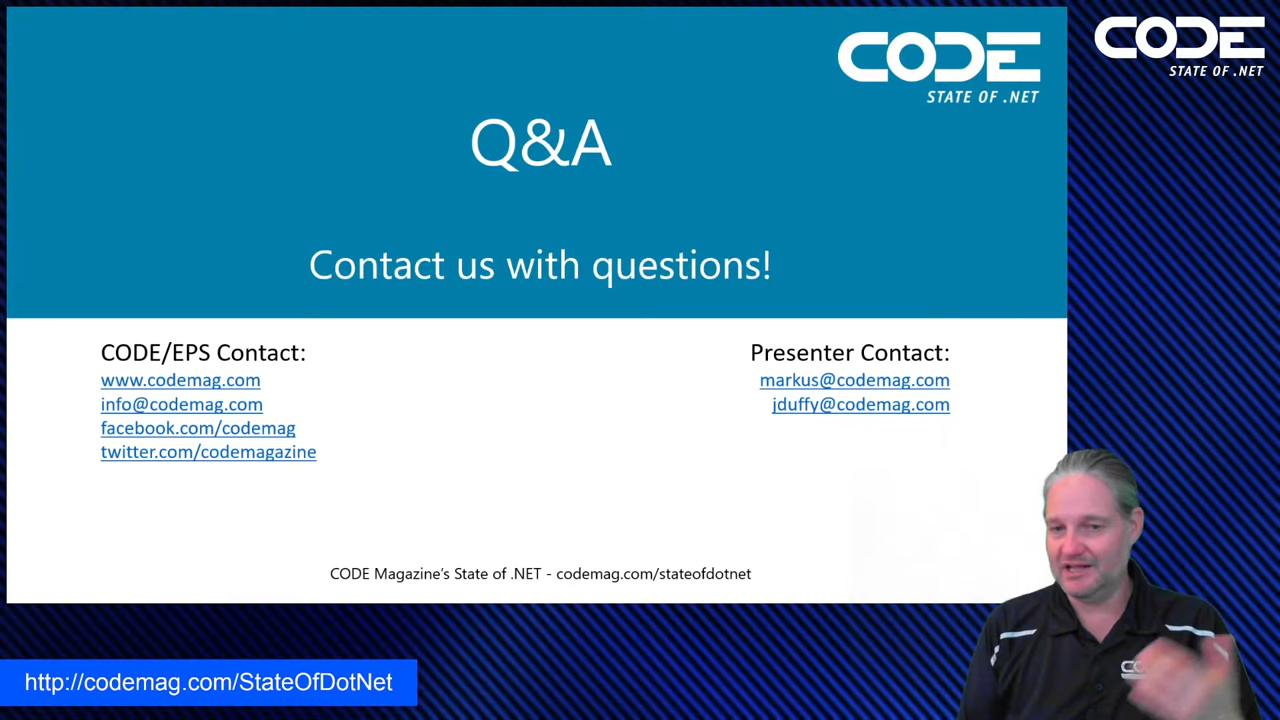 CODE
STATE OF .NET
CODE
STATE OF .NET
Q&A
Contact us with questions!
CODE/EPS Contact:
www.codemag.com
info@codemag.com
facebook.com/codemag
twitter.com/codemagazine
Presenter Contact:
markus@codemag.com
jduffy@codemag.com
CODE Magazine's State of .NET - codemag.com/stateofdotnet
http://codemag.com/StateOfDotNet